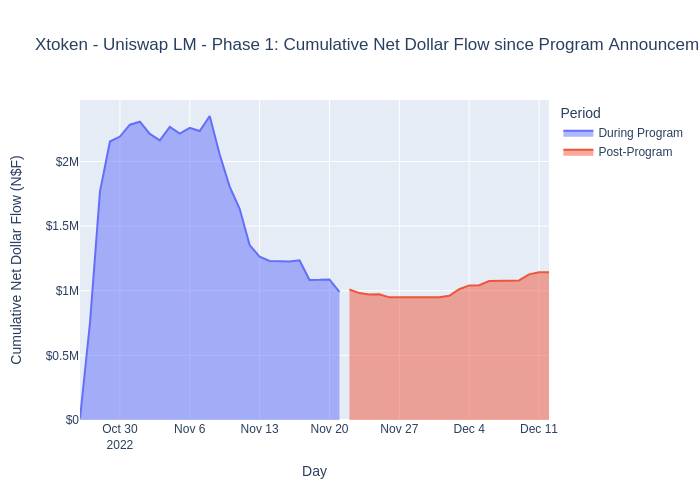 Xtoken - Uniswap LM - Phase 1: Cumulative Net Dollar Flow since Program Announcem
Period
During Program
Post-Program
Cumulative Net Dollar Flow (N$F)
$2M
$1.5M
$1M
$0.5M
$0
Oct 30
2022
Nov 6
Nov 13
Nov 20
Nov 27
Dec 4
Dec 11
Day